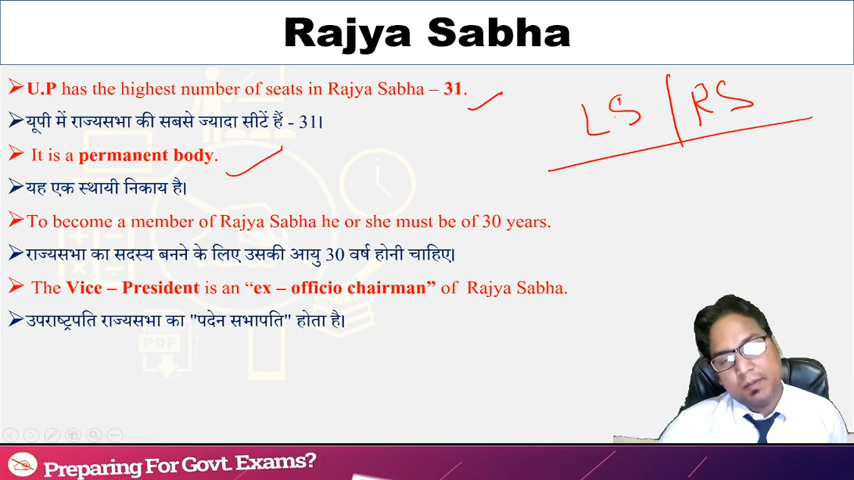 Rajya Sabha
U.P has the highest number of seats in Rajya Sabha – 31.
यूपी में राज्यसभा की सबसे ज्यादा सीटें हैं - 31।
It is a permanent body.
यह एक स्थायी निकाय है।
To become a member of Rajya Sabha he or she must be of 30 years.
राज्यसभा का सदस्य बनने के लिए उसकी आयु 30 वर्ष होनी चाहिए।
The Vice – President is an “ex – officio chairman” of Rajya Sabha.
उपराष्ट्रपति राज्यसभा का "पदेन सभापति" होता है।
LS / RS
PDF
Preparing For Govt. Exams?